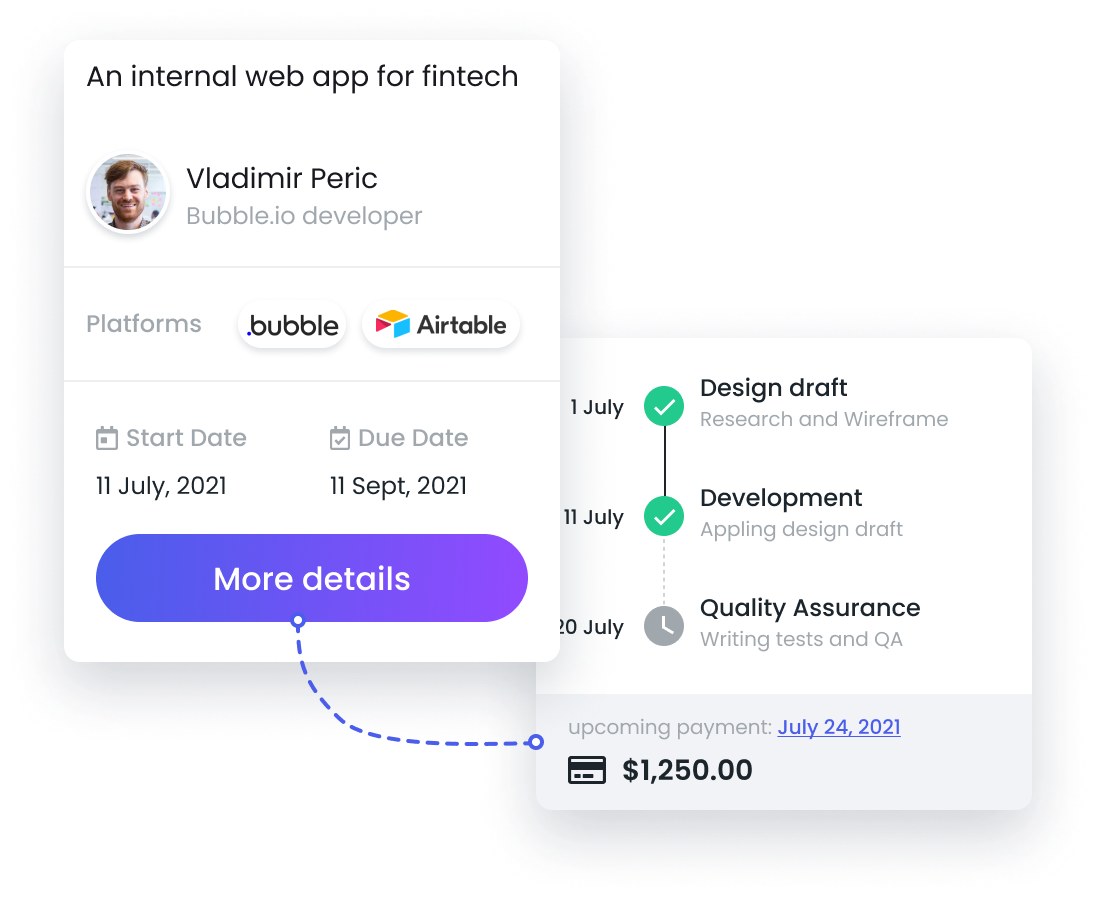 An internal web app for fintech
Vladimir Peric
Bubble.io developer
Platforms
.bubble
Airtable
Start Date
Due Date
11 July, 2021
11 Sept, 2021
More details
1 July
Design draft
Research and Wireframe
11 July
Development
Appling design draft
20 July
Quality Assurance
Writing tests and QA
upcoming payment: July 24, 2021
$1,250.00